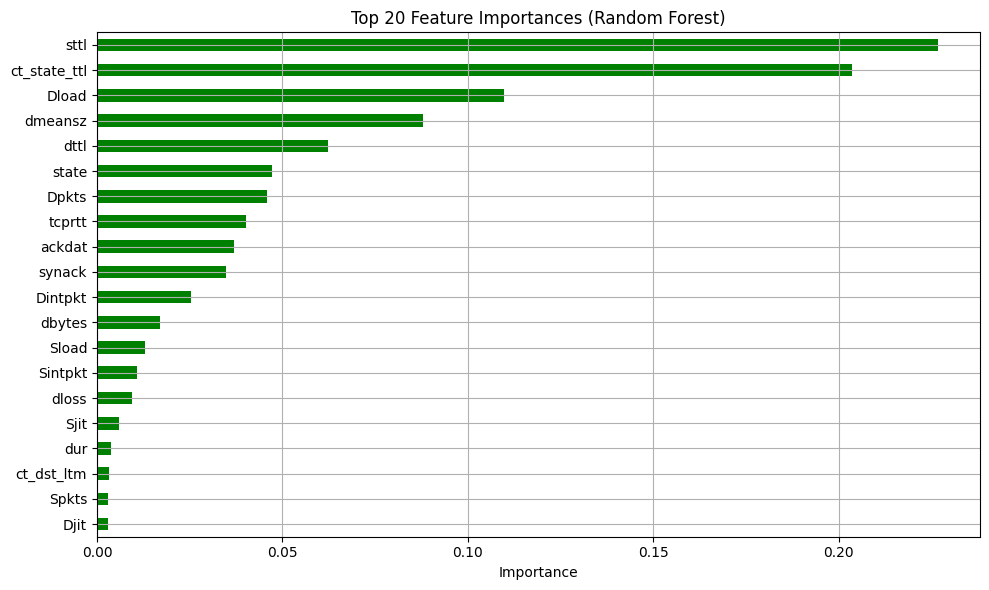 Top 20 Feature Importances (Random Forest)
sttl
ct_state_ttl
Dload
dmeansz
dttl
state
Dpkts
tcprtt
ackdat
synack
Dintpkt
dbytes
Sload
Sintpkt
dloss
Sjit
dur
ct_dst_ltm
Spkts
Djit
0.00 0.05 0.10 0.15 0.20
Importance